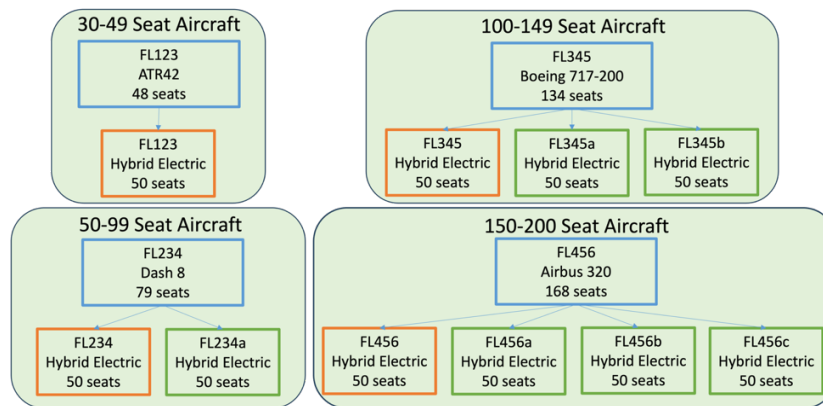 30-49 Seat Aircraft
FL123
ATR42
48 seats
FL123
Hybrid Electric
50 seats
100-149 Seat Aircraft
FL345
Boeing 717-200
134 seats
FL345
Hybrid Electric
50 seats
FL345a
Hybrid Electric
50 seats
FL345b
Hybrid Electric
50 seats
50-99 Seat Aircraft
FL234
Dash 8
79 seats
FL234
Hybrid Electric
50 seats
FL234a
Hybrid Electric
50 seats
150-200 Seat Aircraft
FL456
Airbus 320
168 seats
FL456
Hybrid Electric
50 seats
FL456a
Hybrid Electric
50 seats
FL456b
Hybrid Electric
50 seats
FL456c
Hybrid Electric
50 seats